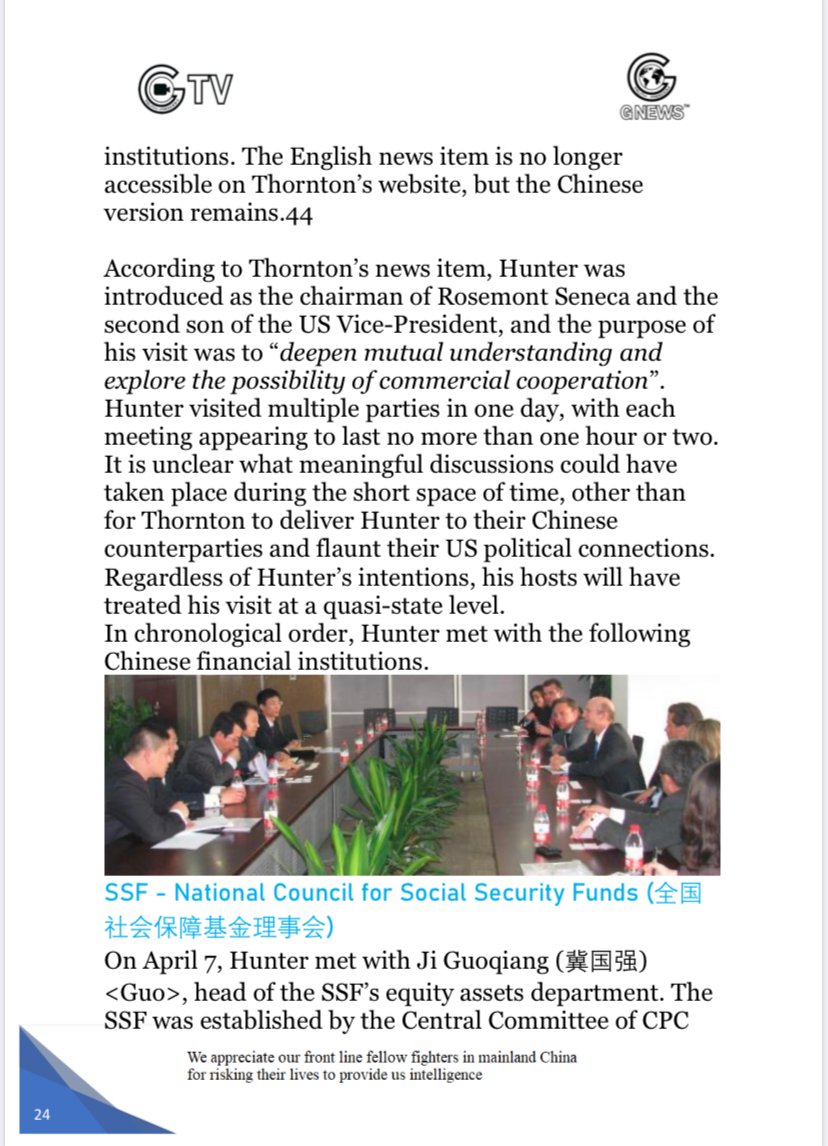 G TV
GNEWS™
institutions. The English news item is no longer
accessible on Thornton’s website, but the Chinese
version remains.44
According to Thornton’s news item, Hunter was
introduced as the chairman of Rosemont Seneca and the
second son of the US Vice-President, and the purpose of
his visit was to “deepen mutual understanding and
explore the possibility of commercial cooperation”.
Hunter visited multiple parties in one day, with each
meeting appearing to last no more than one hour or two.
It is unclear what meaningful discussions could have
taken place during the short space of time, other than
for Thornton to deliver Hunter to their Chinese
counterparties and flaunt their US political connections.
Regardless of Hunter’s intentions, his hosts will have
treated his visit at a quasi-state level.
In chronological order, Hunter met with the following
Chinese financial institutions.
SSF - National Council for Social Security Funds (全国
社会保障基金理事会)
On April 7, Hunter met with Ji Guoqiang (冀国强)
<Guo>, head of the SSF’s equity assets department. The
SSF was established by the Central Committee of CPC
We appreciate our front line fellow fighters in mainland China
for risking their lives to provide us intelligence
24